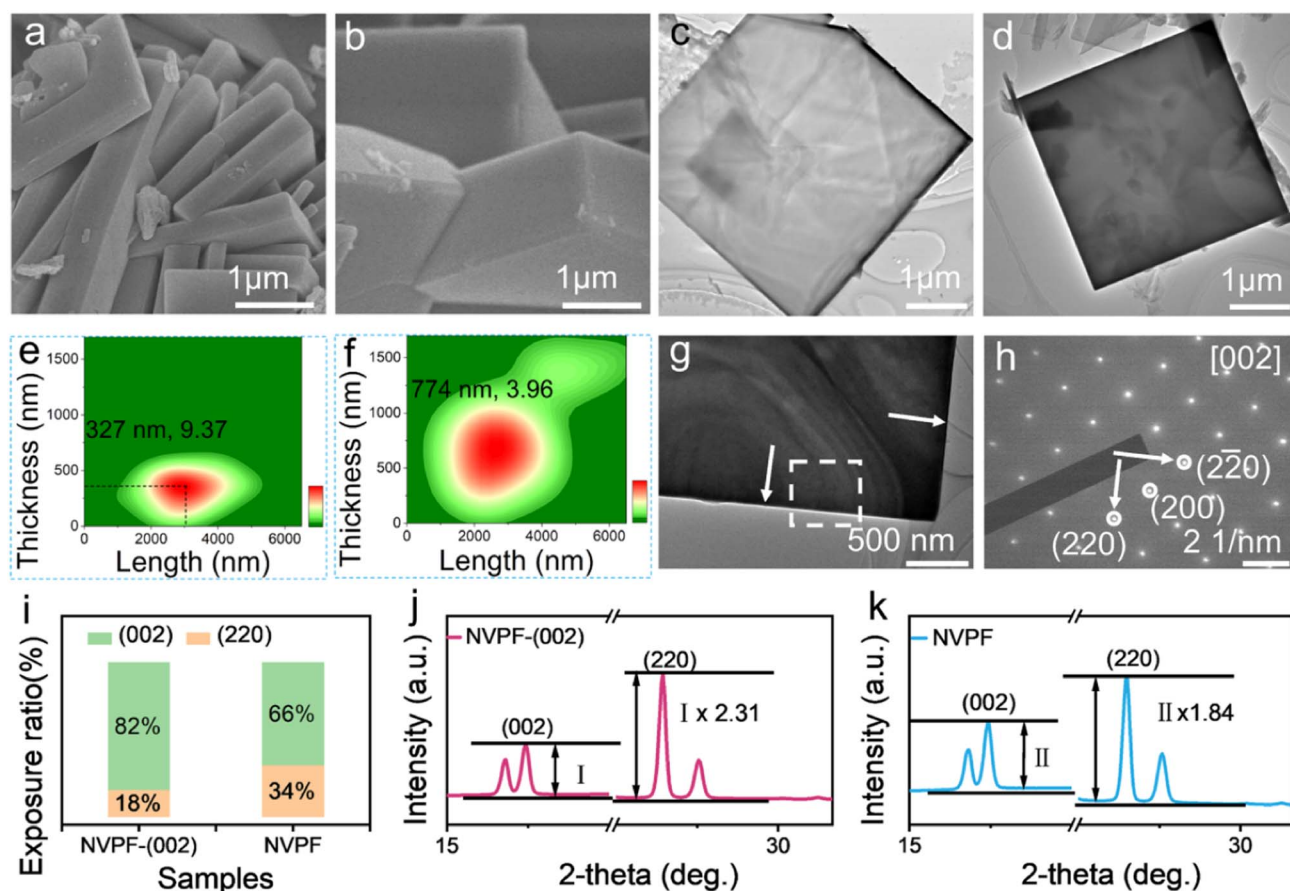 a
1μm
b
1μm
c
1μm
d
1μm
e
Thickness (nm)
1500
1000
500
0
327 nm, 9.37
0 2000 4000 6000
Length (nm)
f
Thickness (nm)
1500
1000
500
0
774 nm, 3.96
0 2000 4000 6000
Length (nm)
g
500 nm
h
[002]
(22̅0)
(200)
(220)
2 1/nm
i
Exposure ratio(%)
(002) (220)
82%
66%
18%
34%
NVPF-(002) NVPF
Samples
j
Intensity (a.u.)
NVPF-(002)
(220)
(002)
Ⅰ x 2.31
Ⅰ
15 30
2-theta (deg.)
k
Intensity (a.u.)
NVPF
(220)
(002)
Ⅱ x1.84
Ⅱ
15 30
2-theta (deg.)